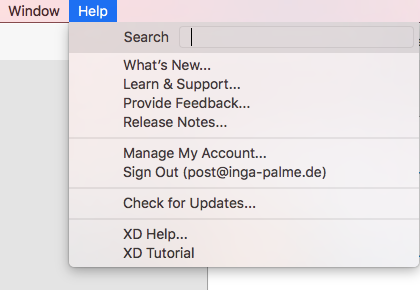 Window Help
Search
What's New...
Learn & Support...
Provide Feedback...
Release Notes...
Manage My Account...
Sign Out (post@inga-palme.de)
Check for Updates...
XD Help...
XD Tutorial